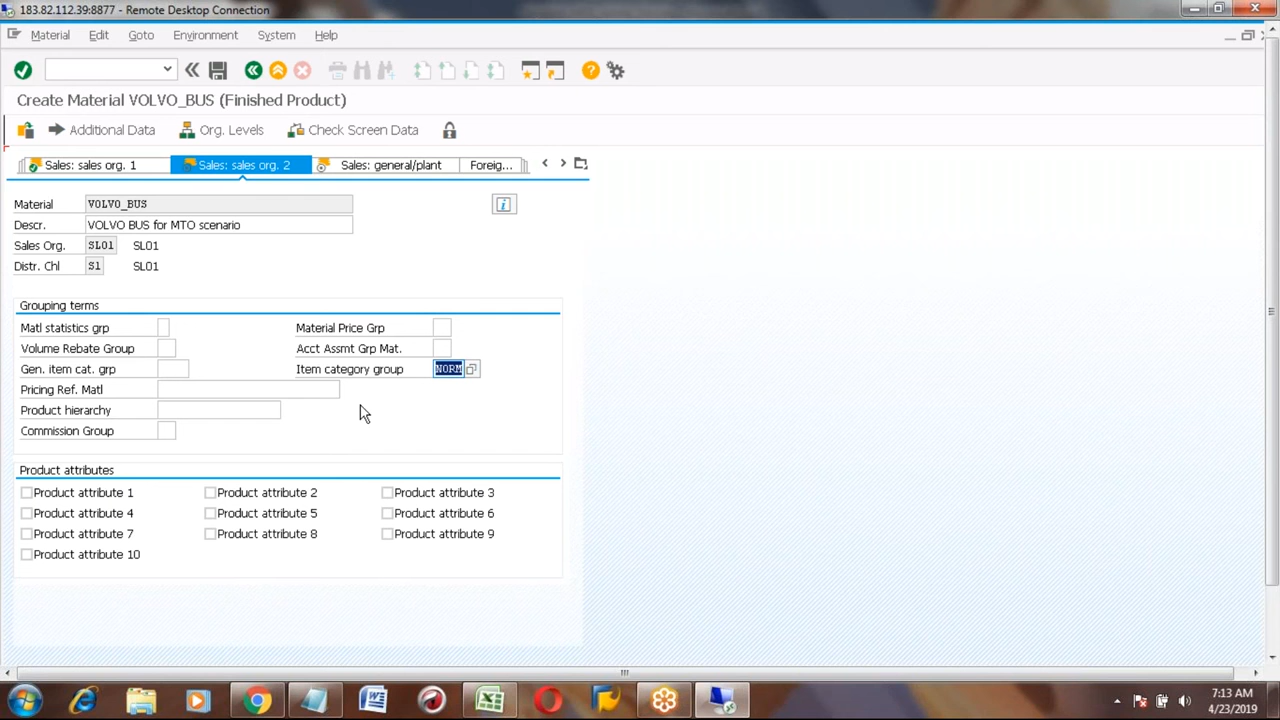 183.82.112.39:8877 - Remote Desktop Connection
Material Edit Goto Environment System Help
Create Material VOLVO_BUS (Finished Product)
Additional Data Org. Levels Check Screen Data
Sales: sales org. 1 Sales: sales org. 2 Sales: general/plant Foreig...
Material VOLVO_BUS
Descr. VOLVO BUS for MTO scenario
Sales Org. SL01 SL01
Distr. Chl S1 SL01
Grouping terms
Matl statistics grp Material Price Grp
Volume Rebate Group Acct Assmt Grp Mat.
Gen. item cat. grp Item category group NORM
Pricing Ref. Matl
Product hierarchy
Commission Group
Product attributes
Product attribute 1 Product attribute 2 Product attribute 3
Product attribute 4 Product attribute 5 Product attribute 6
Product attribute 7 Product attribute 8 Product attribute 9
Product attribute 10
7:13 AM
4/23/2019